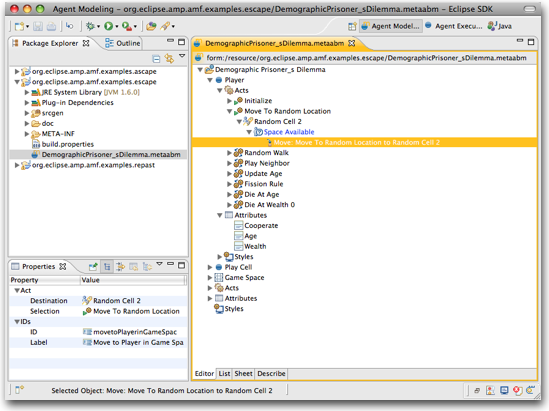 Agent Modeling - org.eclipse.amp.amf.examples.escape/DemographicPrisoner_sDilemma.metaabm - Eclipse SDK
Agent Model...
Agent Execu...
Java
Package Explorer
Outline
org.eclipse.amp.amf.examples.ascape
org.eclipse.amp.amf.examples.escape
JRE System Library [JVM 1.6.0]
Plug-in Dependencies
srcgen
doc
META-INF
build.properties
DemographicPrisoner_sDilemma.metaabm
org.eclipse.amp.amf.examples.repast
Properties
Property
Value
Act
Destination
Random Cell 2
Selection
Move To Random Location
IDs
ID
movetoPlayerinGameSpac
Label
Move to Player in Game Spa
DemographicPrisoner_sDilemma.metaabm
form:/resource/org.eclipse.amp.amf.examples.escape/DemographicPrisoner_sDilemma.metaabm
Demographic Prisoner_s Dilemma
Player
Acts
Initialize
Move To Random Location
Random Cell 2
Space Available
Move: Move To Random Location to Random Cell 2
Random Walk
Play Neighbor
Update Age
Fission Rule
Die At Age
Die At Wealth 0
Attributes
Cooperate
Age
Wealth
Styles
Play Cell
Game Space
Acts
Attributes
Styles
Editor
List
Sheet
Describe
Selected Object: Move: Move To Random Location to Random Cell 2